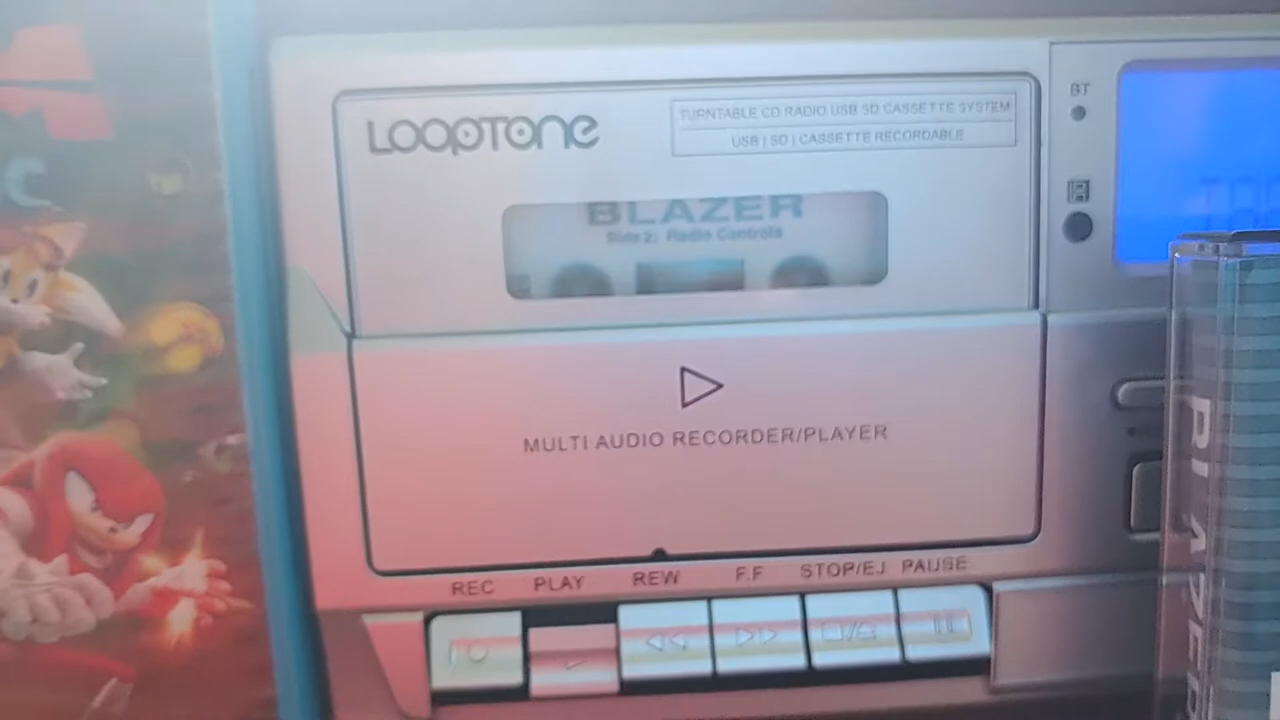 LOOPTONE
TURNTABLE CD RADIO USB SD CASSETTE SYSTEM
USB | SD | CASSETTE RECORDABLE
BT
BLAZER
Side 2: Radio Controls
MULTI AUDIO RECORDER/PLAYER
REC PLAY REW F.F STOP/EJ PAUSE
BLAZER